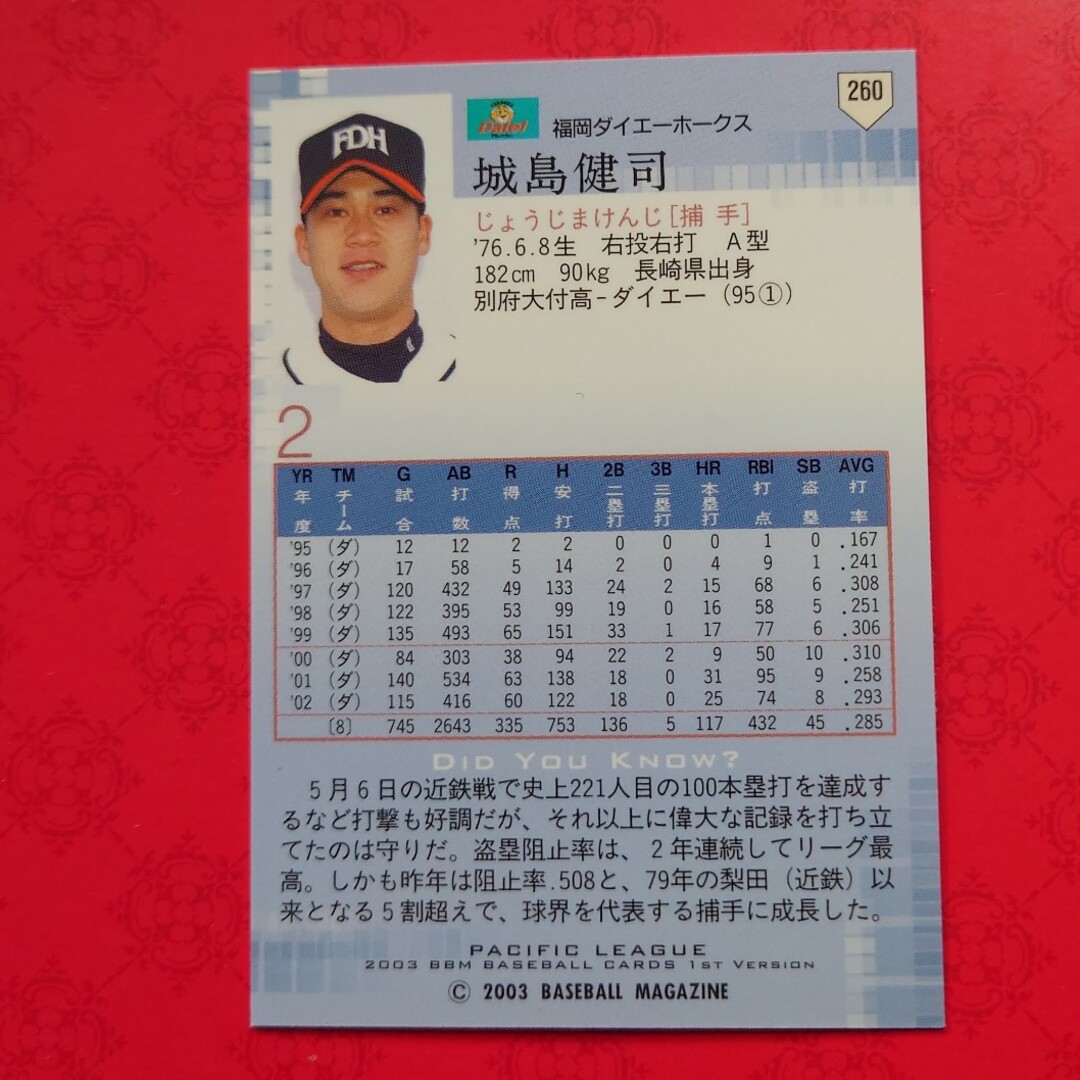 260
FDH
Daiei
福岡ダイエーホークス
城島健司
じょうじまけんじ［捕 手］
'76.6.8生 右投右打 A型
182cm 90kg 長崎県出身
別府大付高-ダイエー（95①）
2
YR TM G AB R H 2B 3B HR RBI SB AVG
年度 チーム 試合 打数 得点 安打 二塁打 三塁打 本塁打 打点 盗塁 打率
'95 (ダ) 12 12 2 2 0 0 0 1 0 .167
'96 (ダ) 17 58 5 14 2 0 4 9 1 .241
'97 (ダ) 120 432 49 133 24 2 15 68 6 .308
'98 (ダ) 122 395 53 99 19 0 16 58 5 .251
'99 (ダ) 135 493 65 151 33 1 17 77 6 .306
'00 (ダ) 84 303 38 94 22 2 9 50 10 .310
'01 (ダ) 140 534 63 138 18 0 31 95 9 .258
'02 (ダ) 115 416 60 122 18 0 25 74 8 .293
〔8〕 745 2643 335 753 136 5 117 432 45 .285
DID YOU KNOW?
5月6日の近鉄戦で史上221人目の100本塁打を達成す
るなど打撃も好調だが、それ以上に偉大な記録を打ち立
てたのは守りだ。盗塁阻止率は、2年連続してリーグ最
高。しかも昨年は阻止率.508と、79年の梨田（近鉄）以
来となる5割超えで、球界を代表する捕手に成長した。
PACIFIC LEAGUE
2003 BBM BASEBALL CARDS 1ST VERSION
© 2003 BASEBALL MAGAZINE